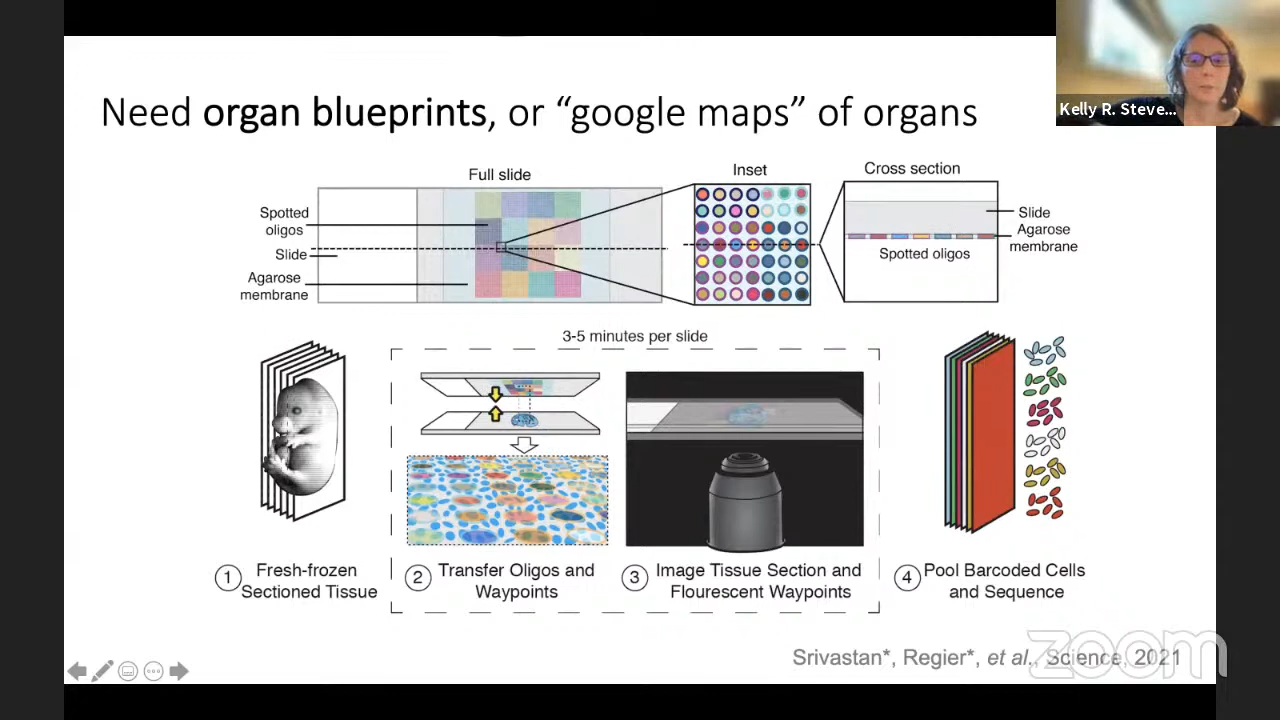 Kelly R. Steve...
Need organ blueprints, or “google maps” of organs
Full slide
Inset
Cross section
Spotted
oligos
Slide
Agarose
membrane
Slide
Agarose
membrane
Spotted oligos
3-5 minutes per slide
1 Fresh-frozen
Sectioned Tissue
2 Transfer Oligos and
Waypoints
3 Image Tissue Section and
Flourescent Waypoints
4 Pool Barcoded Cells
and Sequence
Srivastan*, Regier*, et al., Science, 2021
zoom